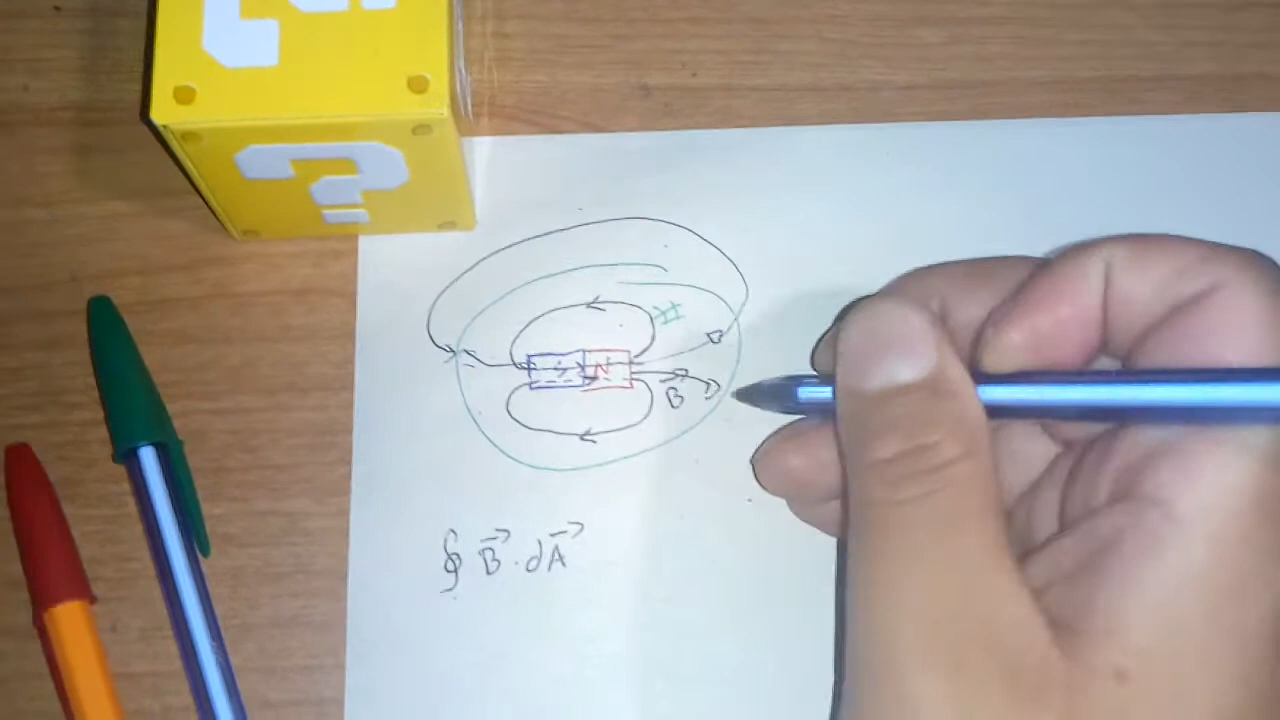 N
B⃗
∮ B⃗ · dA⃗